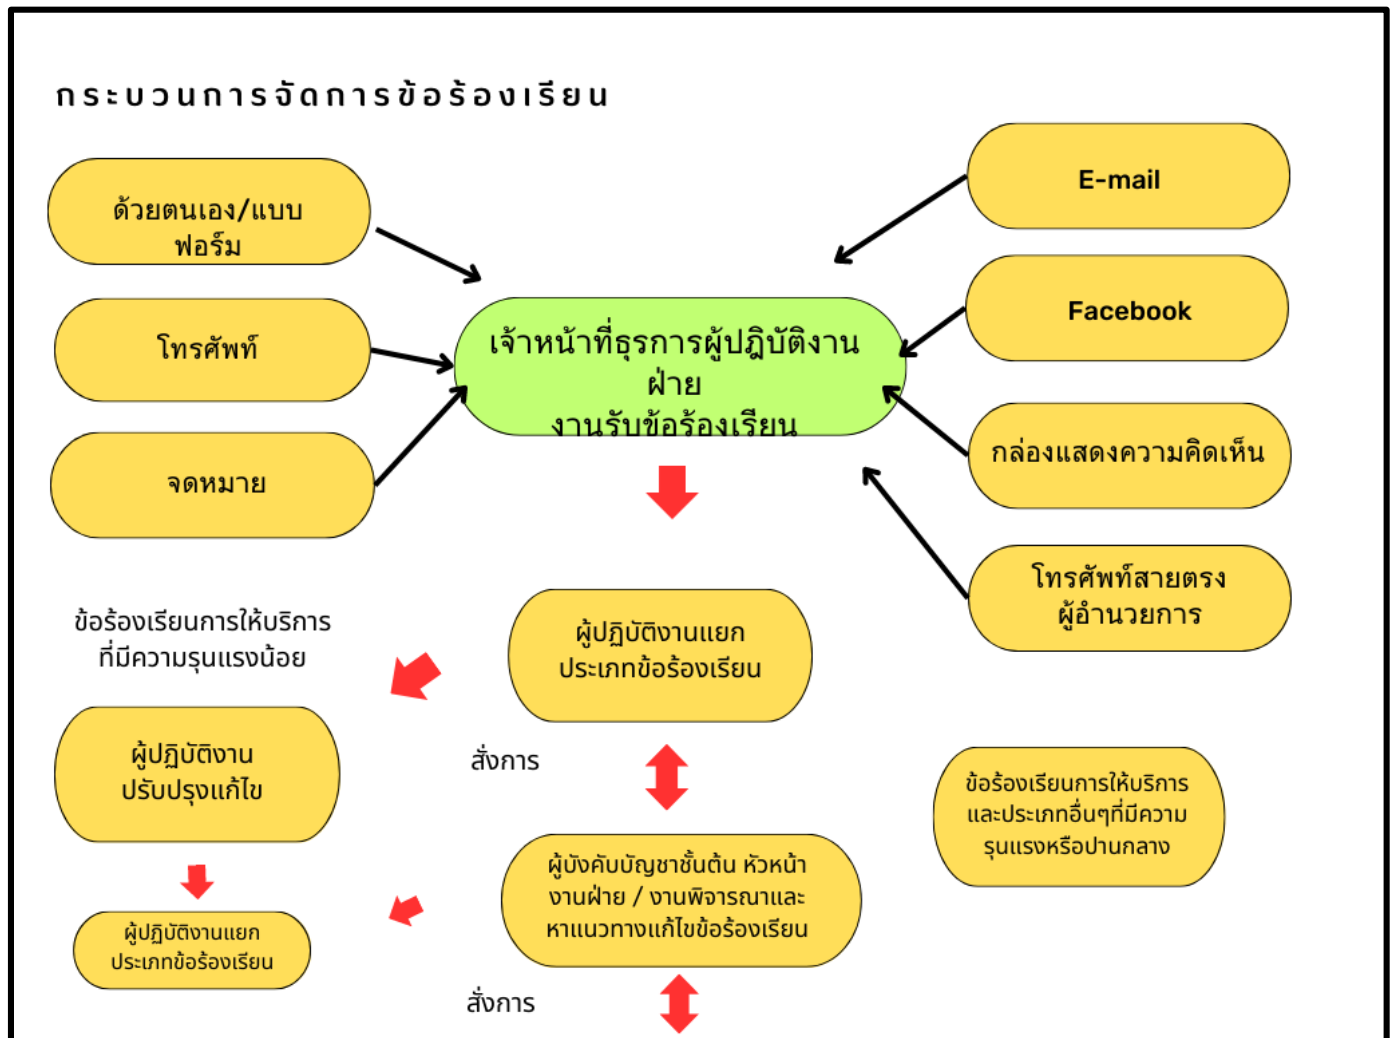 กระบวนการจัดการข้อร้องเรียน
ด้วยตนเอง/แบบ
ฟอร์ม
โทรศัพท์
จดหมาย
E-mail
Facebook
กล่องแสดงความคิดเห็น
โทรศัพท์สายตรง
ผู้อำนวยการ
เจ้าหน้าที่ธุรการผู้ปฎิบัติงาน
ฝ่าย
งานรับข้อร้องเรียน
ผู้ปฏิบัติงานแยก
ประเภทข้อร้องเรียน
ข้อร้องเรียนการให้บริการ
ที่มีความรุนแรงน้อย
ผู้ปฏิบัติงาน
ปรับปรุงแก้ไข
สั่งการ
ข้อร้องเรียนการให้บริการ
และประเภทอื่นๆที่มีความ
รุนแรงหรือปานกลาง
ผู้บังคับบัญชาชั้นต้น หัวหน้า
งานฝ่าย / งานพิจารณาและ
หาแนวทางแก้ไขข้อร้องเรียน
ผู้ปฏิบัติงานแยก
ประเภทข้อร้องเรียน
สั่งการ